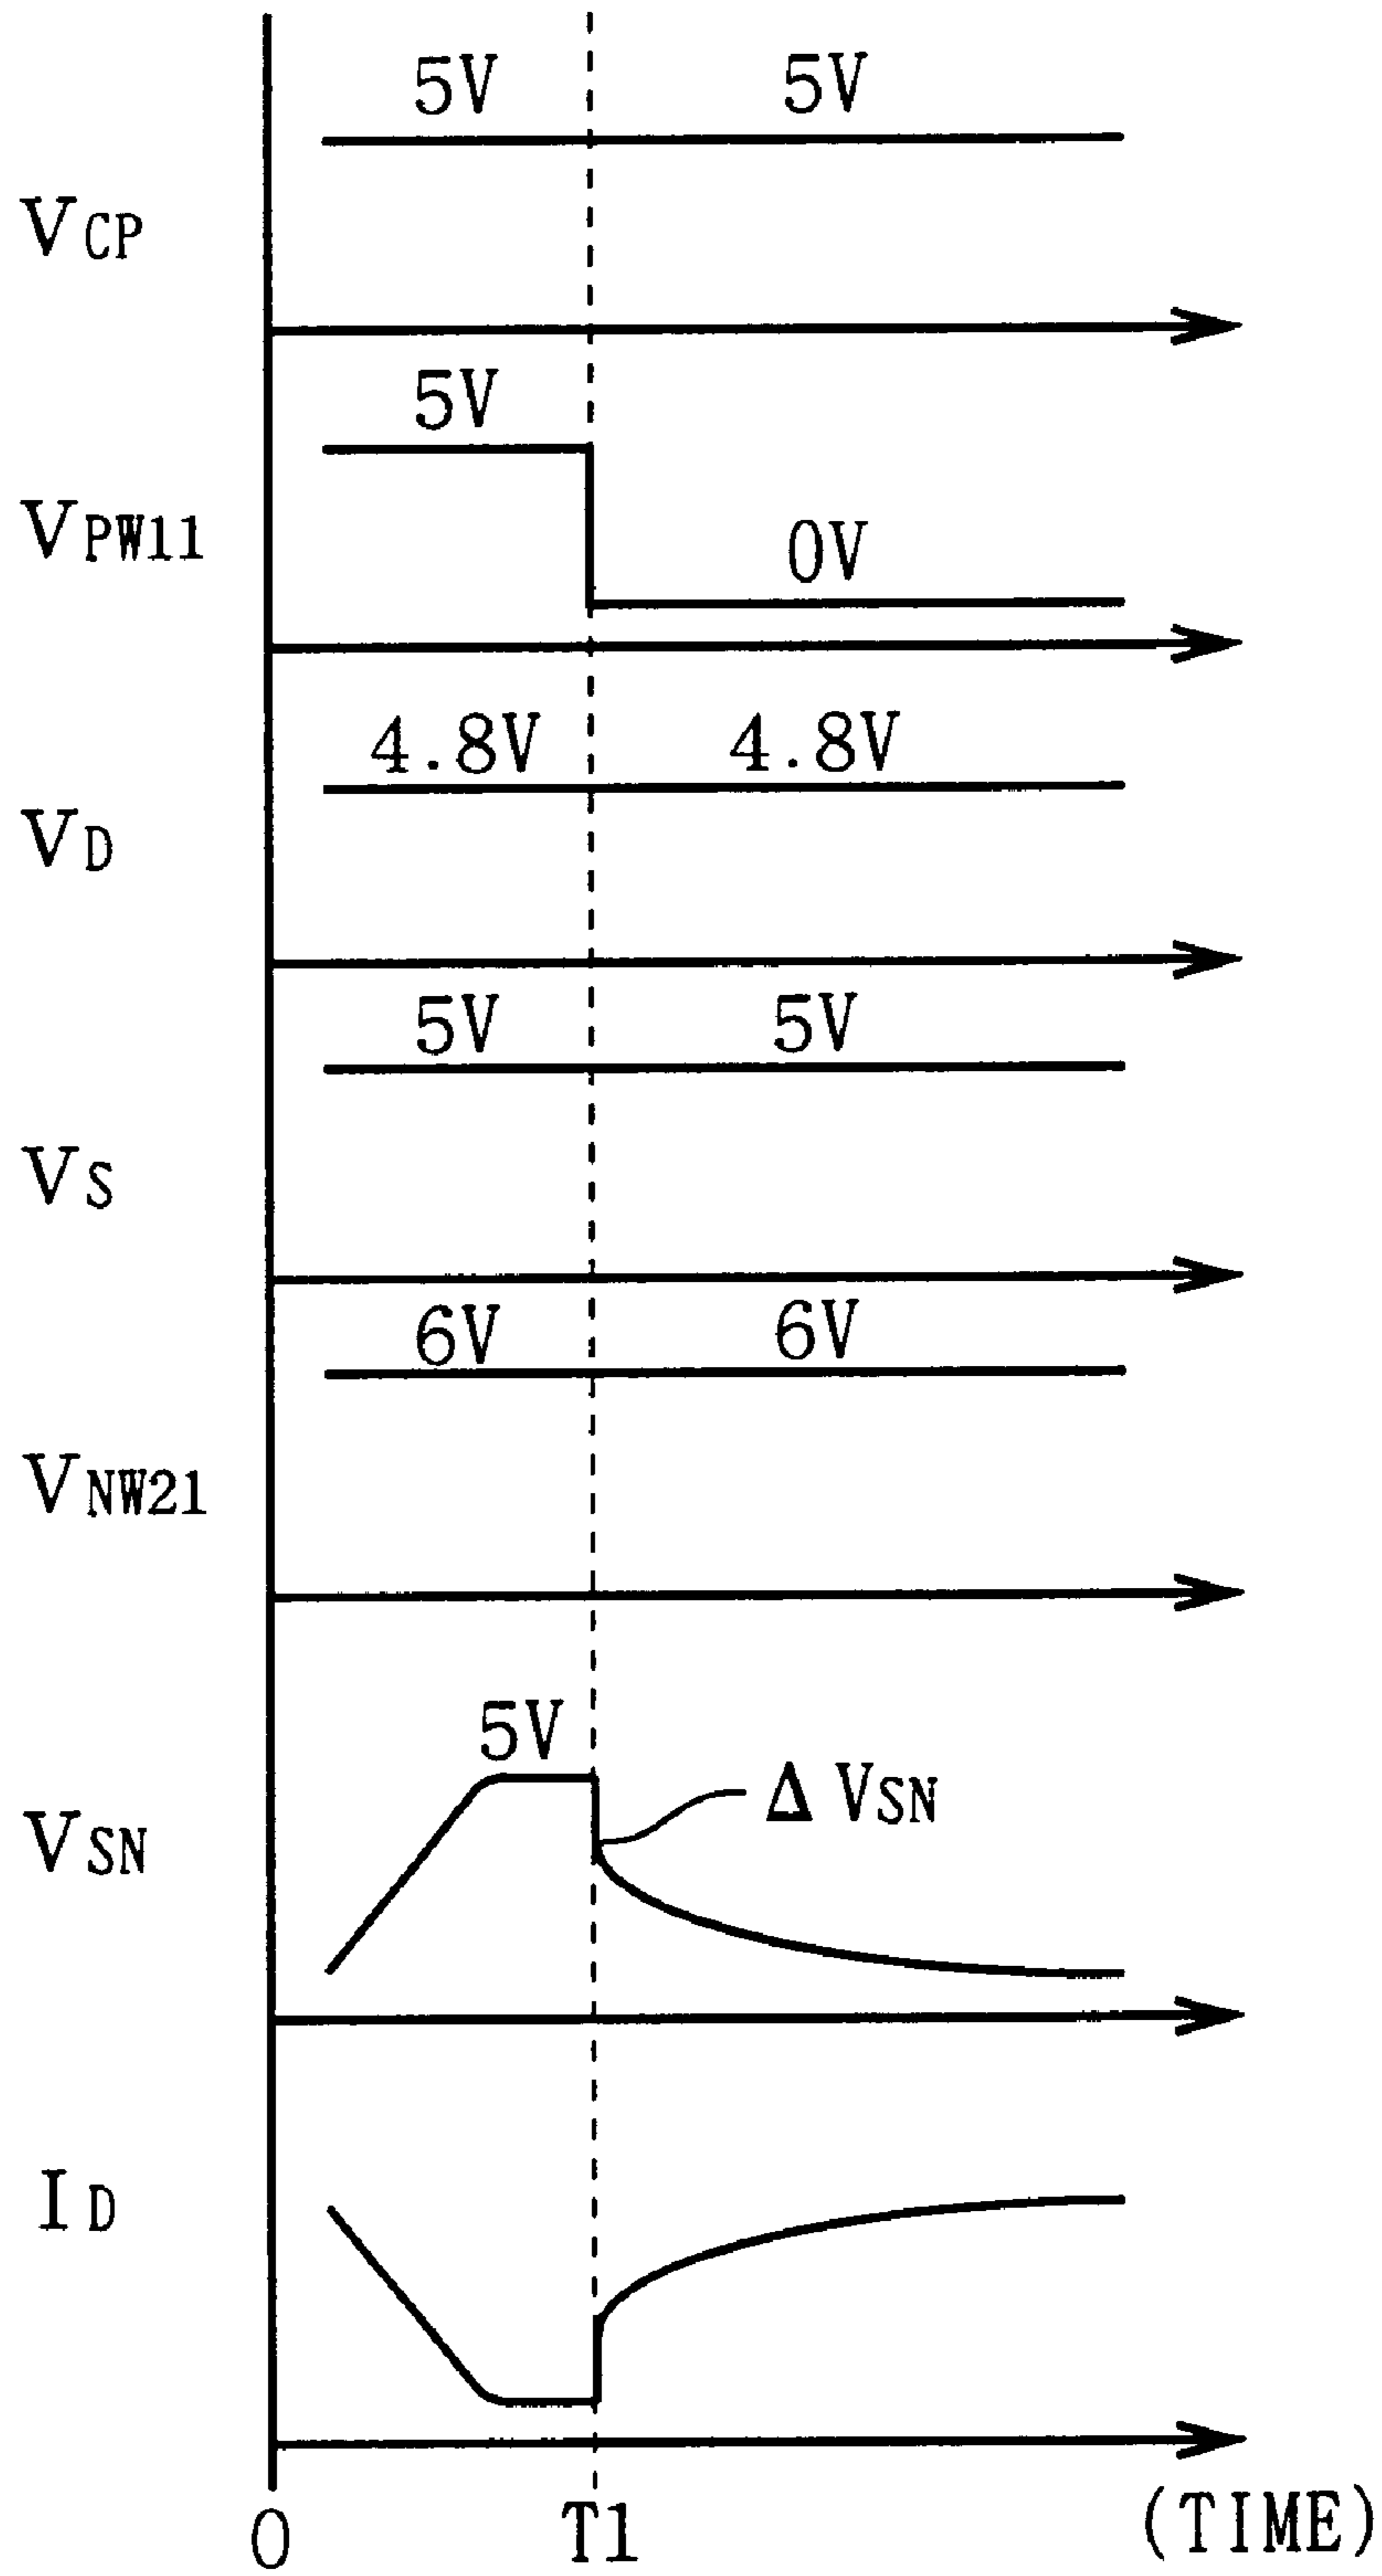 5V 5V
VCP
5V
VPW11
0V
4.8V 4.8V
VD
5V 5V
VS
6V 6V
VNW21
5V
Δ VSN
VSN
ID
0 T1 (TIME)